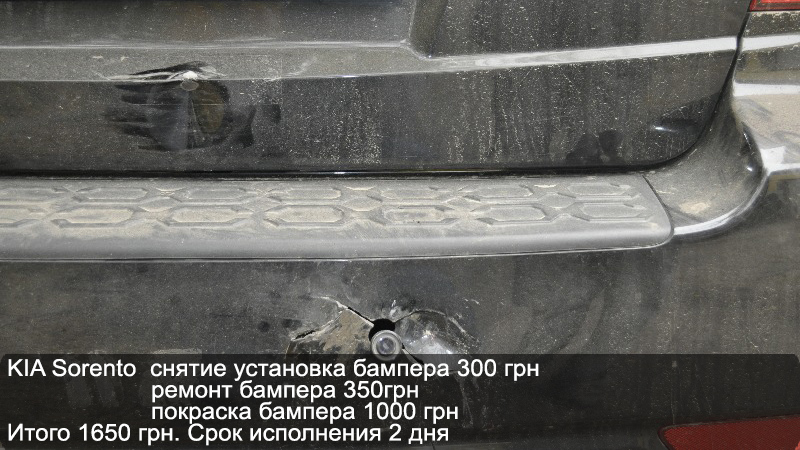 KIA Sorento снятие установка бампера 300 грн
ремонт бампера 350грн
покраска бампера 1000 грн
Итого 1650 грн. Срок исполнения 2 дня